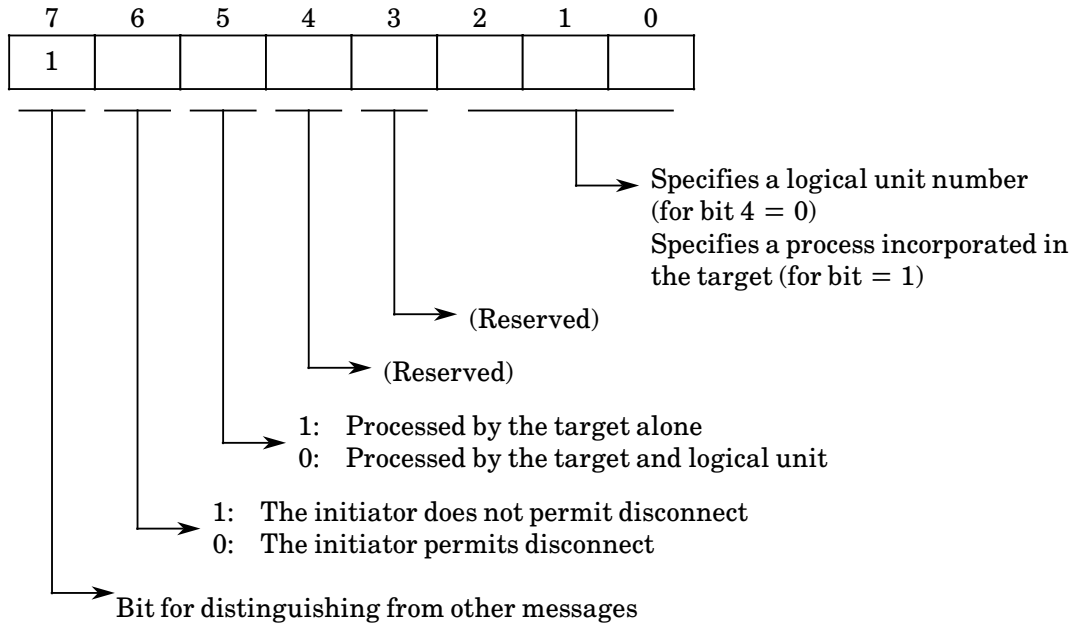 7 6 5 4 3 2 1 0
1
Specifies a logical unit number
(for bit 4 = 0)
Specifies a process incorporated in
the target (for bit = 1)
(Reserved)
(Reserved)
1: Processed by the target alone
0: Processed by the target and logical unit
1: The initiator does not permit disconnect
0: The initiator permits disconnect
Bit for distinguishing from other messages